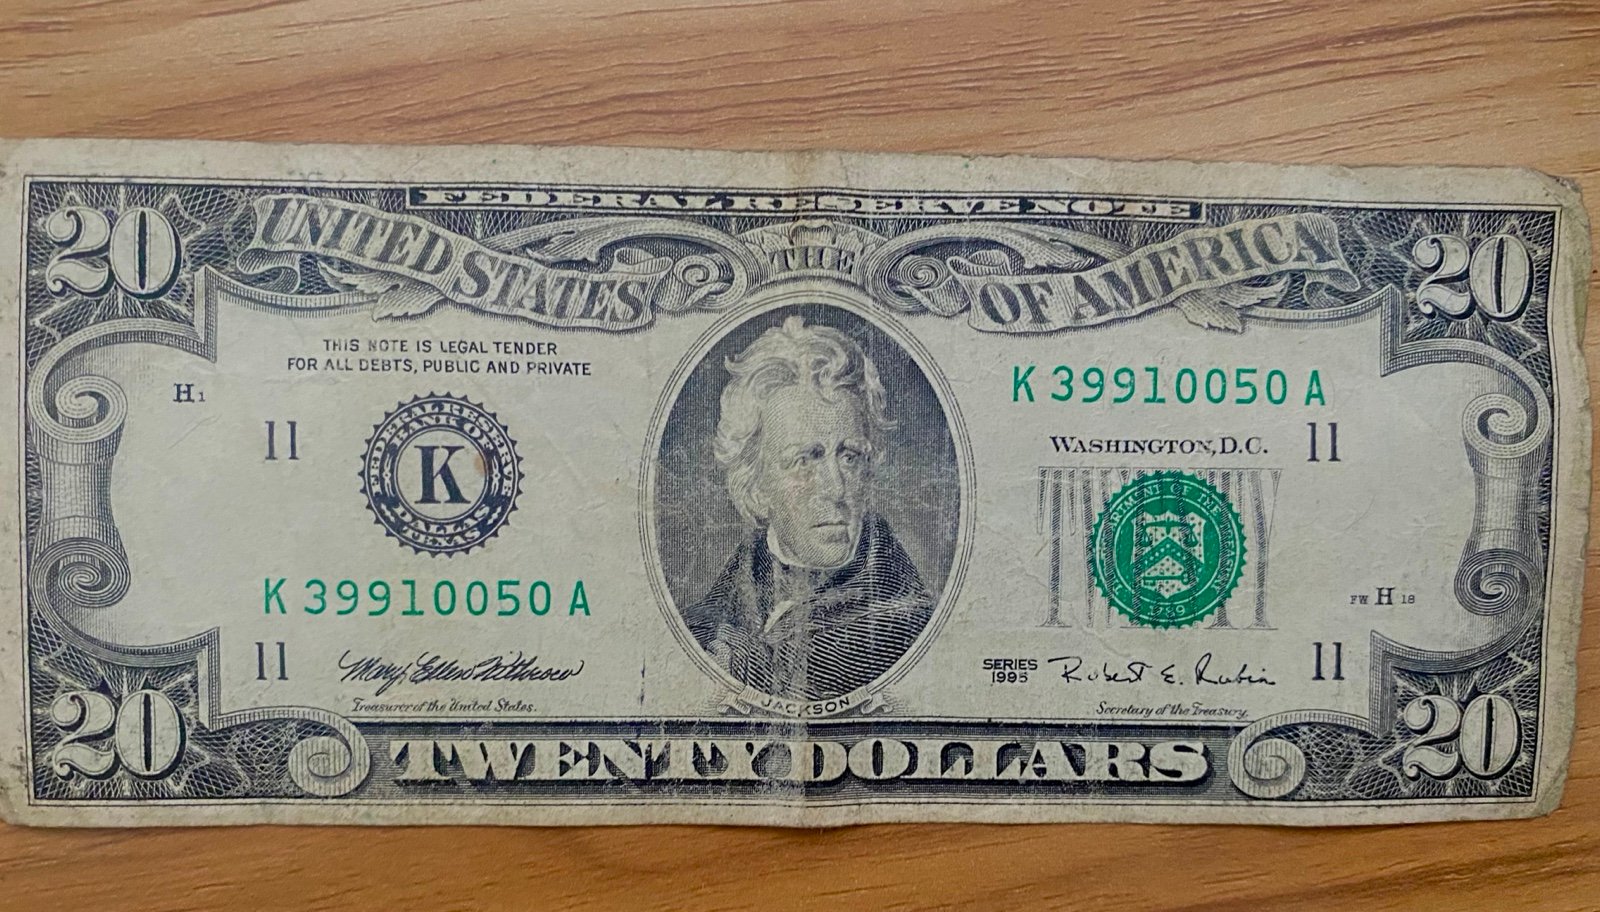 FEDERAL RESERVE NOTE
20 UNITED STATES THE OF AMERICA 20
THIS NOTE IS LEGAL TENDER
FOR ALL DEBTS, PUBLIC AND PRIVATE
H1
11
FEDERAL RESERVE
BANK OF
K
DALLAS
TEXAS
K 39910050 A
11
Treasurer of the United States.
JACKSON
K 39910050 A
WASHINGTON, D.C.
11
1789
FW H 18
SERIES
1995
Robert E. Rubin
Secretary of the Treasury.
11
20 TWENTY DOLLARS 20